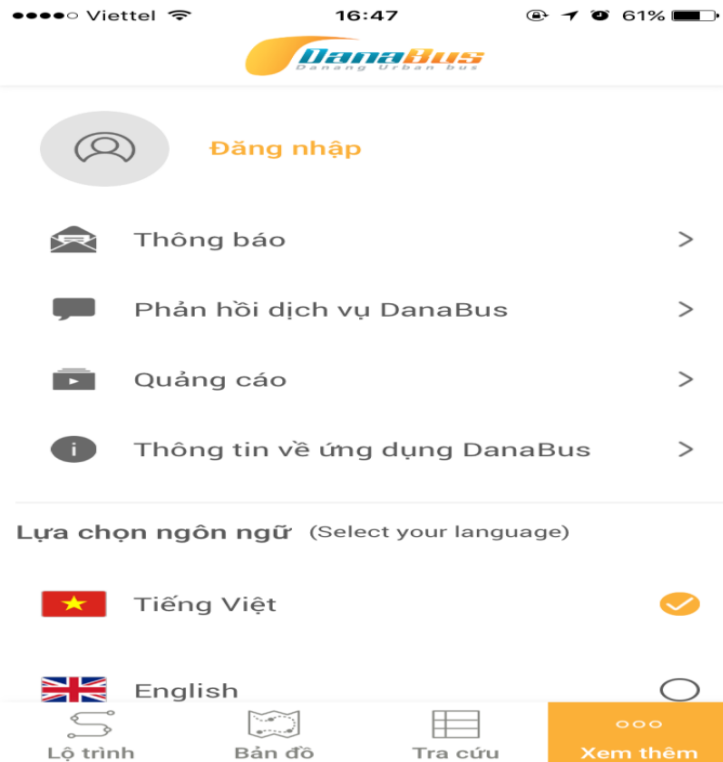 Viettel 16:47 61%
DanaBus
Danang Urban bus
Đăng nhập
Thông báo
Phản hồi dịch vụ DanaBus
Quảng cáo
Thông tin về ứng dụng DanaBus
Lựa chọn ngôn ngữ (Select your language)
Tiếng Việt
English
Lộ trình Bản đồ Tra cứu Xem thêm